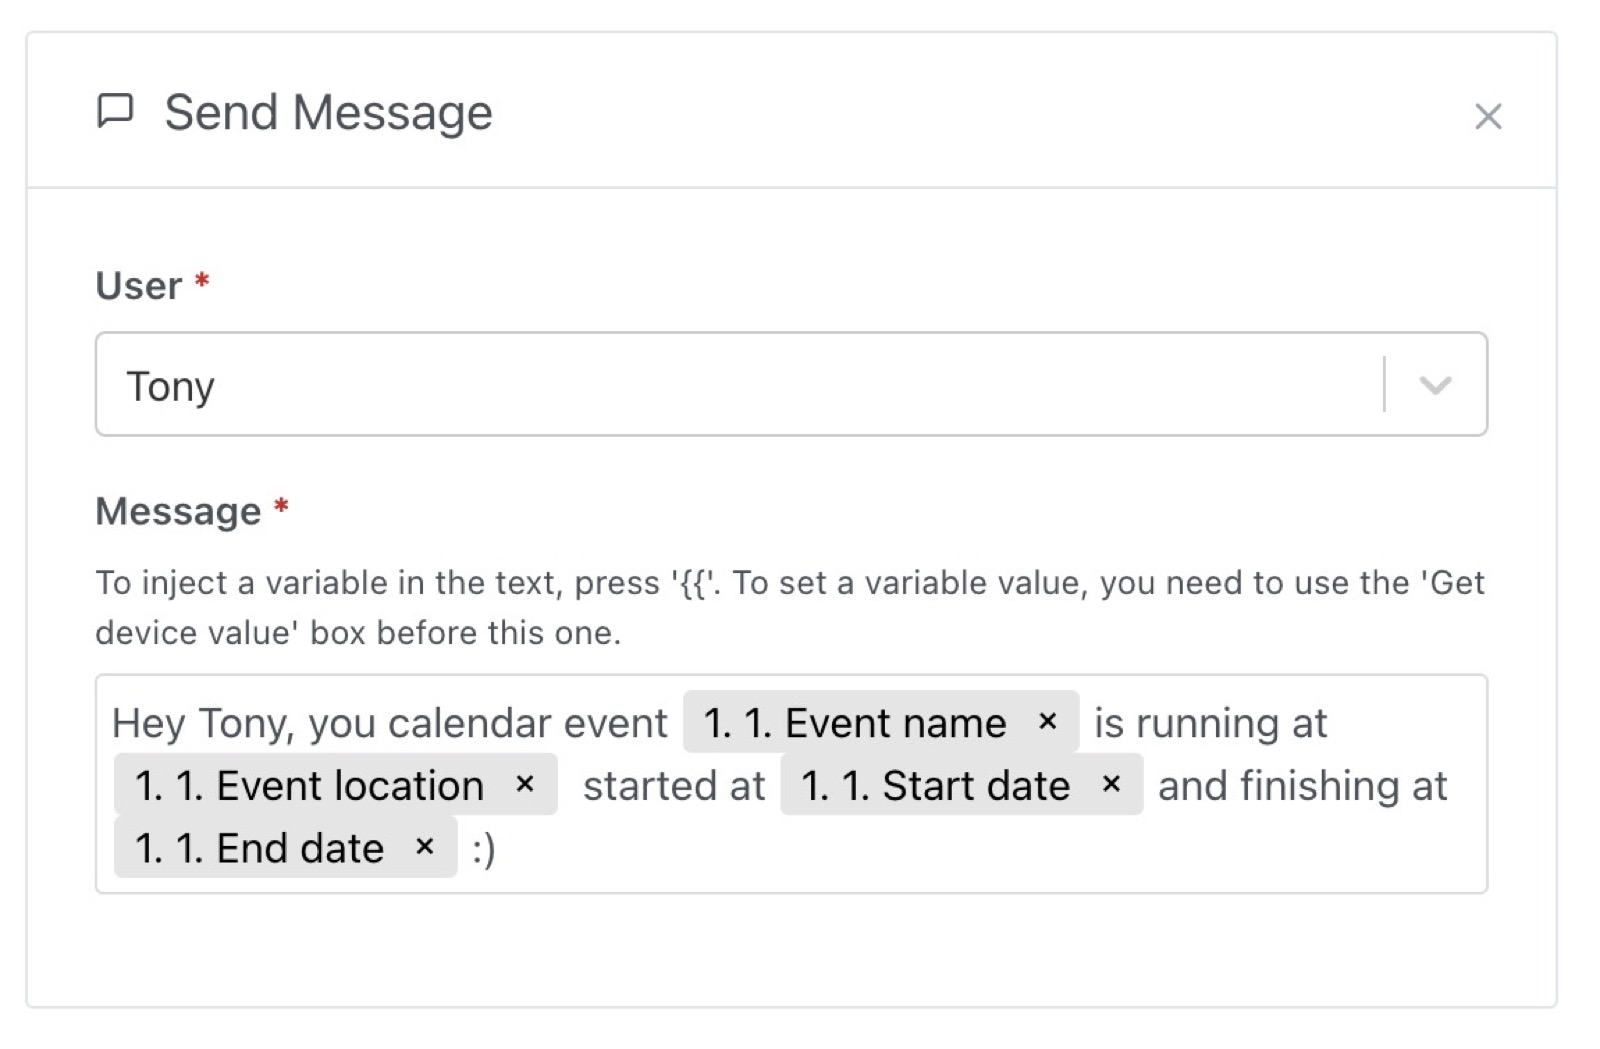 Send Message
User *
Tony
Message *
To inject a variable in the text, press '{{'. To set a variable value, you need to use the 'Get
device value' box before this one.
Hey Tony, you calendar event 1. 1. Event name × is running at
1. 1. Event location × started at 1. 1. Start date × and finishing at
1. 1. End date × :)